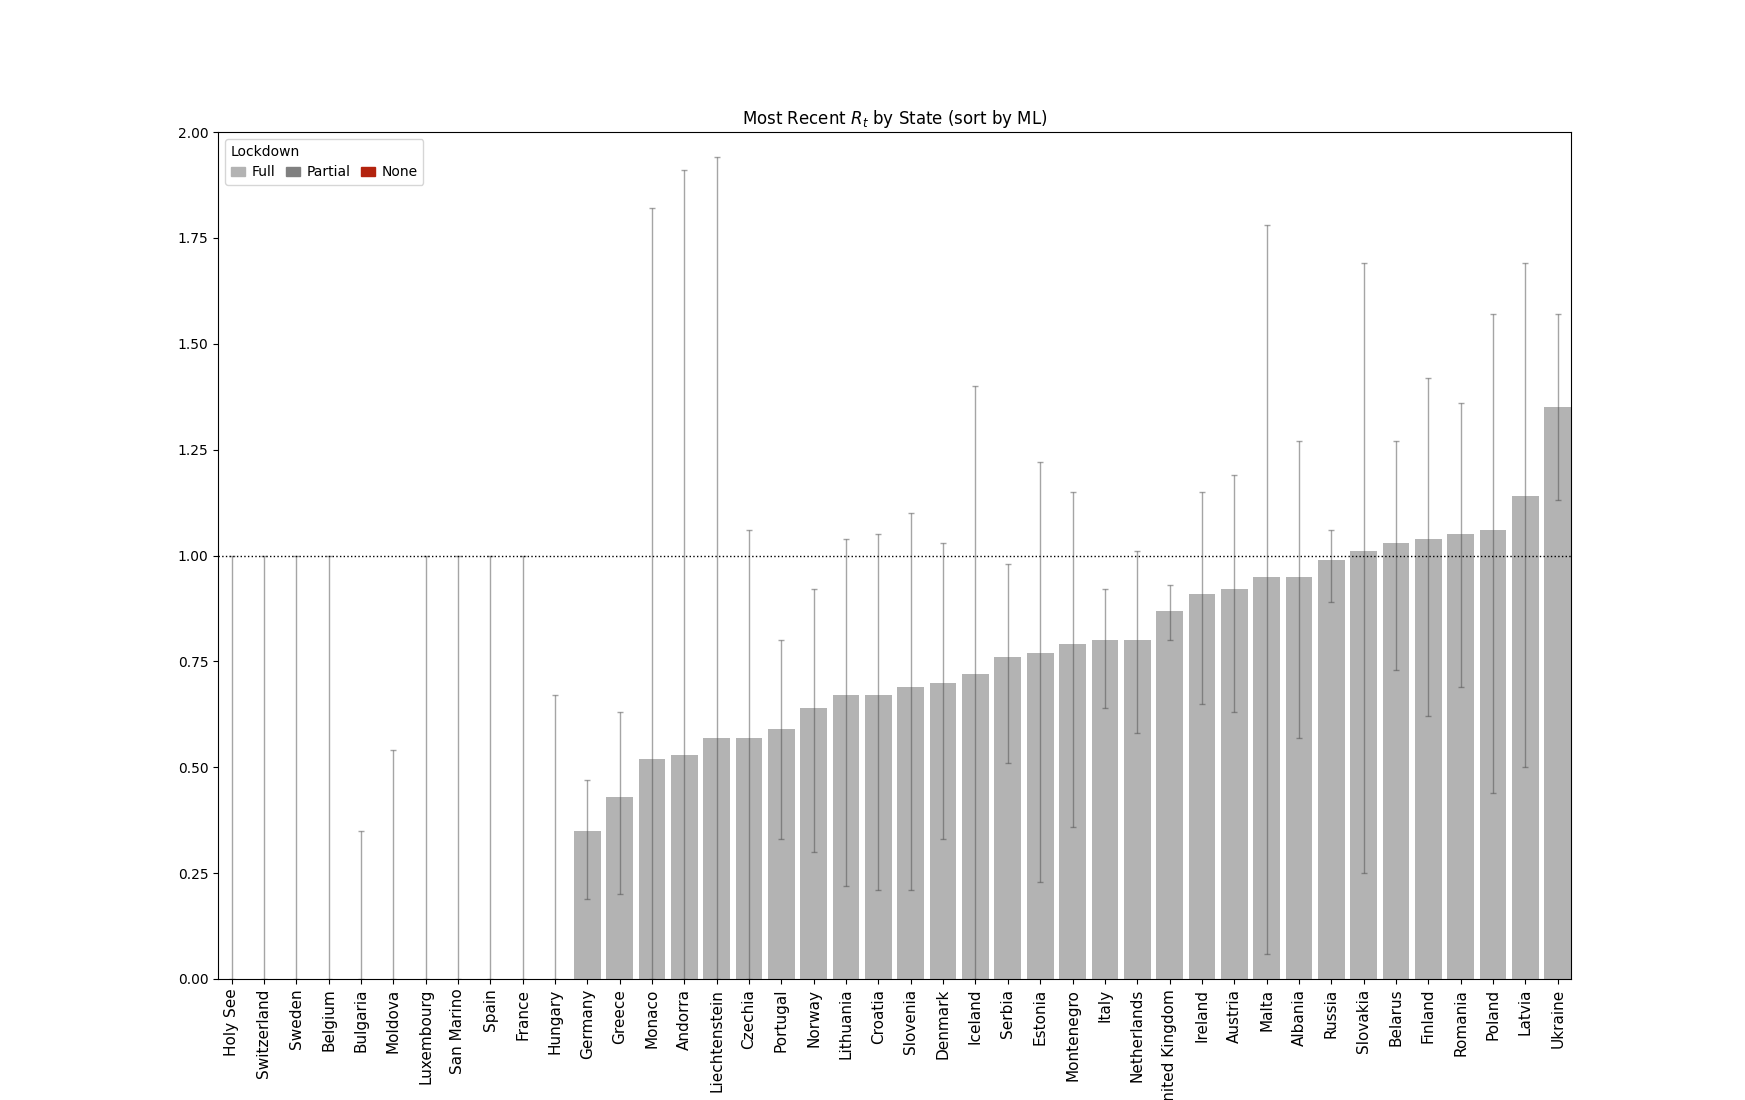 Most Recent Rt by State (sort by ML)
2.00
Lockdown
Full Partial None
1.75
1.50
1.25
1.00
0.75
0.50
0.25
0.00
Holy See
Switzerland
Sweden
Belgium
Bulgaria
Moldova
Luxembourg
San Marino
Spain
France
Hungary
Germany
Greece
Monaco
Andorra
Liechtenstein
Czechia
Portugal
Norway
Lithuania
Croatia
Slovenia
Denmark
Iceland
Serbia
Estonia
Montenegro
Italy
Netherlands
nited Kingdom
Ireland
Austria
Malta
Albania
Russia
Slovakia
Belarus
Finland
Romania
Poland
Latvia
Ukraine